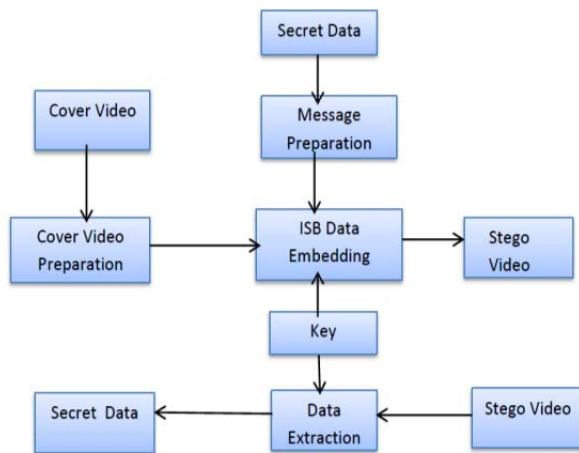 Secret Data
Cover Video
Message
Preparation
Cover Video
Preparation
ISB Data
Embedding
Stego
Video
Key
Secret Data
Data
Extraction
Stego Video